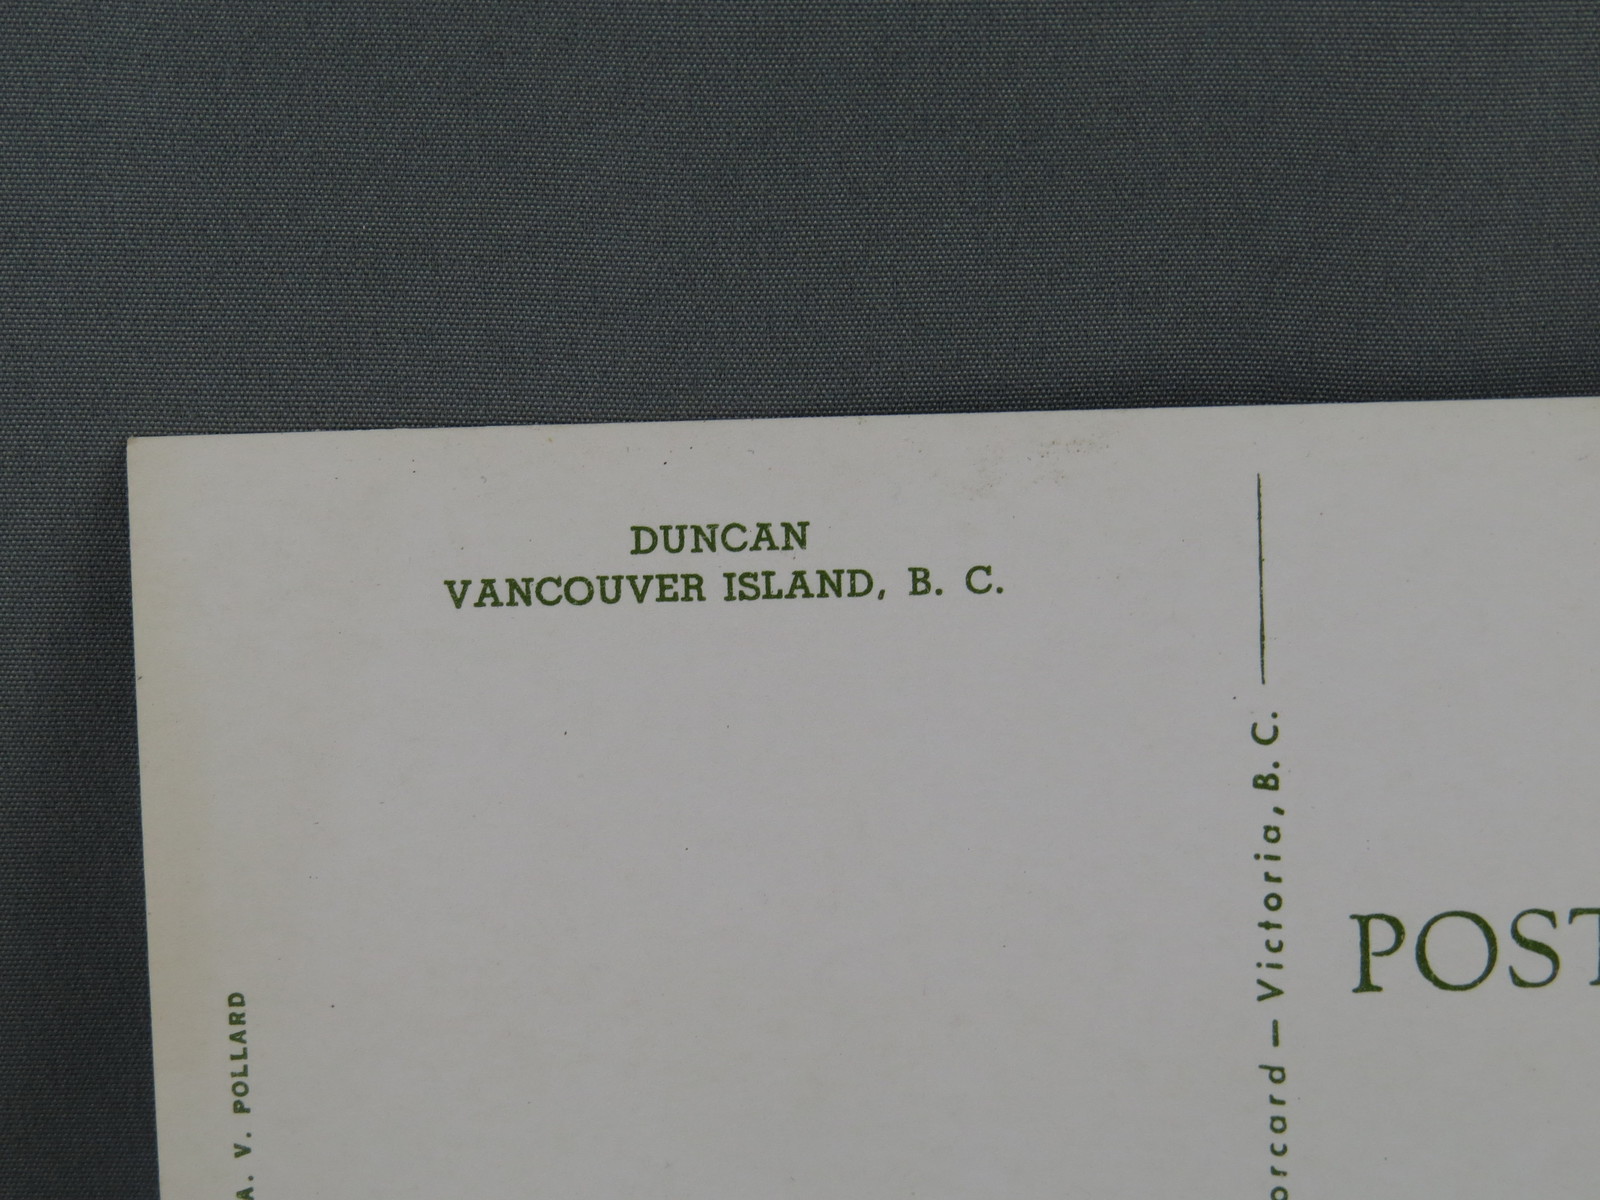 DUNCAN
VANCOUVER ISLAND, B. C.
A. V. POLLARD
orcard — Victoria, B. C.
POST